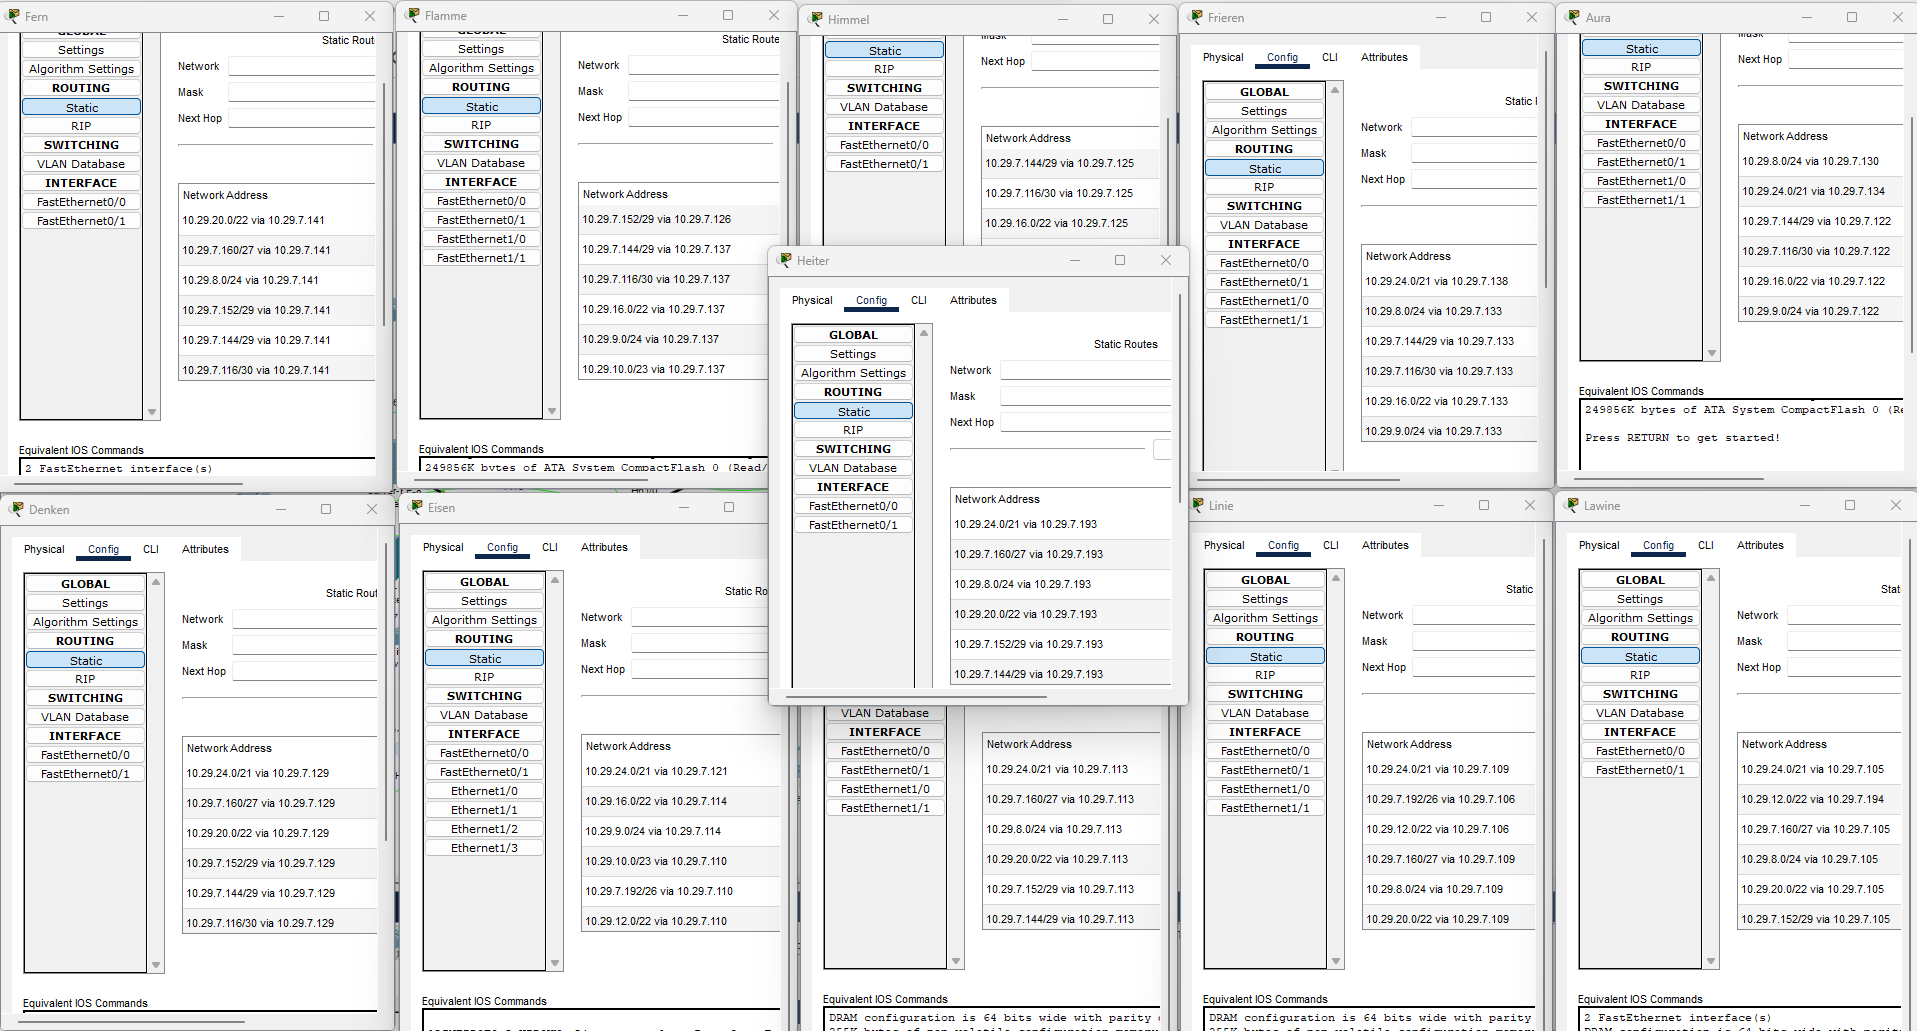 Fern
GLOBAL
Settings
Algorithm Settings
ROUTING
Static
RIP
SWITCHING
VLAN Database
INTERFACE
FastEthernet0/0
FastEthernet0/1
Static Rout
Network
Mask
Next Hop
Network Address
10.29.20.0/22 via 10.29.7.141
10.29.7.160/27 via 10.29.7.141
10.29.8.0/24 via 10.29.7.141
10.29.7.152/29 via 10.29.7.141
10.29.7.144/29 via 10.29.7.141
10.29.7.116/30 via 10.29.7.141
Equivalent IOS Commands
2 FastEthernet interface(s)
Flamme
GLOBAL
Settings
Algorithm Settings
ROUTING
Static
RIP
SWITCHING
VLAN Database
INTERFACE
FastEthernet0/0
FastEthernet0/1
FastEthernet1/0
FastEthernet1/1
Static Route
Network
Mask
Next Hop
Network Address
10.29.7.152/29 via 10.29.7.126
10.29.7.144/29 via 10.29.7.137
10.29.7.116/30 via 10.29.7.137
10.29.16.0/22 via 10.29.7.137
10.29.9.0/24 via 10.29.7.137
10.29.10.0/23 via 10.29.7.137
Equivalent IOS Commands
249856K bytes of ATA System CompactFlash 0 (Read/
Himmel
Static
RIP
SWITCHING
VLAN Database
INTERFACE
FastEthernet0/0
FastEthernet0/1
Mask
Next Hop
Network Address
10.29.7.144/29 via 10.29.7.125
10.29.7.116/30 via 10.29.7.125
10.29.16.0/22 via 10.29.7.125
Frieren
Physical Config CLI Attributes
GLOBAL
Settings
Algorithm Settings
ROUTING
Static
RIP
SWITCHING
VLAN Database
INTERFACE
FastEthernet0/0
FastEthernet0/1
FastEthernet1/0
FastEthernet1/1
Static
Network
Mask
Next Hop
Network Address
10.29.24.0/21 via 10.29.7.138
10.29.8.0/24 via 10.29.7.133
10.29.7.144/29 via 10.29.7.133
10.29.7.116/30 via 10.29.7.133
10.29.16.0/22 via 10.29.7.133
10.29.9.0/24 via 10.29.7.133
Aura
Static
RIP
SWITCHING
VLAN Database
INTERFACE
FastEthernet0/0
FastEthernet0/1
FastEthernet1/0
FastEthernet1/1
Mask
Next Hop
Network Address
10.29.8.0/24 via 10.29.7.130
10.29.24.0/21 via 10.29.7.134
10.29.7.144/29 via 10.29.7.122
10.29.7.116/30 via 10.29.7.122
10.29.16.0/22 via 10.29.7.122
10.29.9.0/24 via 10.29.7.122
Equivalent IOS Commands
249856K bytes of ATA System CompactFlash 0 (Re
Press RETURN to get started!
Heiter
Physical Config CLI Attributes
GLOBAL
Settings
Algorithm Settings
ROUTING
Static
RIP
SWITCHING
VLAN Database
INTERFACE
FastEthernet0/0
FastEthernet0/1
Static Routes
Network
Mask
Next Hop
Network Address
10.29.24.0/21 via 10.29.7.193
10.29.7.160/27 via 10.29.7.193
10.29.8.0/24 via 10.29.7.193
10.29.20.0/22 via 10.29.7.193
10.29.7.152/29 via 10.29.7.193
10.29.7.144/29 via 10.29.7.193
Denken
Physical Config CLI Attributes
GLOBAL
Settings
Algorithm Settings
ROUTING
Static
RIP
SWITCHING
VLAN Database
INTERFACE
FastEthernet0/0
FastEthernet0/1
Static Rout
Network
Mask
Next Hop
Network Address
10.29.24.0/21 via 10.29.7.129
10.29.7.160/27 via 10.29.7.129
10.29.20.0/22 via 10.29.7.129
10.29.7.152/29 via 10.29.7.129
10.29.7.144/29 via 10.29.7.129
10.29.7.116/30 via 10.29.7.129
Equivalent IOS Commands
Eisen
Physical Config CLI Attributes
GLOBAL
Settings
Algorithm Settings
ROUTING
Static
RIP
SWITCHING
VLAN Database
INTERFACE
FastEthernet0/0
FastEthernet0/1
Ethernet1/0
Ethernet1/1
Ethernet1/2
Ethernet1/3
Static Ro
Network
Mask
Next Hop
Network Address
10.29.24.0/21 via 10.29.7.121
10.29.16.0/22 via 10.29.7.114
10.29.9.0/24 via 10.29.7.114
10.29.10.0/23 via 10.29.7.110
10.29.7.192/26 via 10.29.7.110
10.29.12.0/22 via 10.29.7.110
Equivalent IOS Commands
VLAN Database
INTERFACE
FastEthernet0/0
FastEthernet0/1
FastEthernet1/0
FastEthernet1/1
Network Address
10.29.24.0/21 via 10.29.7.113
10.29.7.160/27 via 10.29.7.113
10.29.8.0/24 via 10.29.7.113
10.29.20.0/22 via 10.29.7.113
10.29.7.152/29 via 10.29.7.113
10.29.7.144/29 via 10.29.7.113
Equivalent IOS Commands
DRAM configuration is 64 bits wide with parity
255K bytes of non-volatile configuration memory
Linie
Physical Config CLI Attributes
GLOBAL
Settings
Algorithm Settings
ROUTING
Static
RIP
SWITCHING
VLAN Database
INTERFACE
FastEthernet0/0
FastEthernet0/1
FastEthernet1/0
FastEthernet1/1
Static
Network
Mask
Next Hop
Network Address
10.29.24.0/21 via 10.29.7.109
10.29.7.192/26 via 10.29.7.106
10.29.12.0/22 via 10.29.7.106
10.29.7.160/27 via 10.29.7.109
10.29.8.0/24 via 10.29.7.109
10.29.20.0/22 via 10.29.7.109
Equivalent IOS Commands
DRAM configuration is 64 bits wide with parity
255K bytes of non-volatile configuration memory
Lawine
Physical Config CLI Attributes
GLOBAL
Settings
Algorithm Settings
ROUTING
Static
RIP
SWITCHING
VLAN Database
INTERFACE
FastEthernet0/0
FastEthernet0/1
Stati
Network
Mask
Next Hop
Network Address
10.29.24.0/21 via 10.29.7.105
10.29.12.0/22 via 10.29.7.194
10.29.7.160/27 via 10.29.7.105
10.29.8.0/24 via 10.29.7.105
10.29.20.0/22 via 10.29.7.105
10.29.7.152/29 via 10.29.7.105
Equivalent IOS Commands
2 FastEthernet interface(s)
DRAM configuration is 64 bits wide with parity